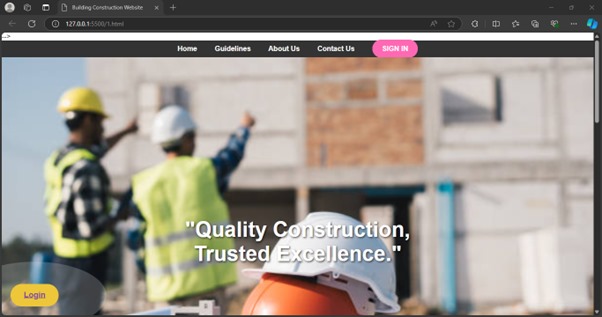 Building Construction Website
127.0.0.1:5500/1.html
-->
Home Guidelines About Us Contact Us SIGN IN
"Quality Construction,
Trusted Excellence."
Login